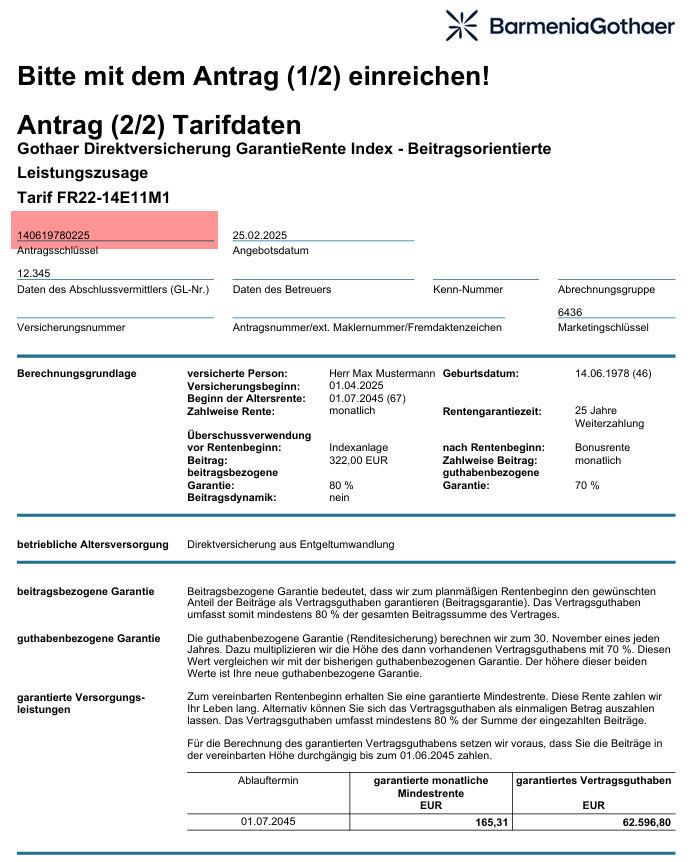 BarmeniaGothaer
Bitte mit dem Antrag (1/2) einreichen!
Antrag (2/2) Tarifdaten
Gothaer Direktversicherung GarantieRente Index - Beitragsorientierte
Leistungszusage
Tarif FR22-14E11M1
140619780225 25.02.2025
Antragsschlüssel Angebotsdatum
12.345
Daten des Abschlussvermittlers (GL-Nr.) Daten des Betreuers Kenn-Nummer Abrechnungsgruppe
6436
Versicherungsnummer Antragsnummer/ext. Maklernummer/Fremdaktenzeichen Marketingschlüssel
Berechnungsgrundlage versicherte Person: Herr Max Mustermann Geburtsdatum: 14.06.1978 (46)
Versicherungsbeginn: 01.04.2025
Beginn der Altersrente: 01.07.2045 (67)
Zahlweise Rente: monatlich Rentengarantiezeit: 25 Jahre
Weiterzahlung
Überschussverwendung
vor Rentenbeginn: Indexanlage nach Rentenbeginn: Bonusrente
Beitrag: 322,00 EUR Zahlweise Beitrag: monatlich
beitragsbezogene guthabenbezogene
Garantie: 80 % Garantie: 70 %
Beitragsdynamik: nein
betriebliche Altersversorgung Direktversicherung aus Entgeltumwandlung
beitragsbezogene Garantie Beitragsbezogene Garantie bedeutet, dass wir zum planmäßigen Rentenbeginn den gewünschten
Anteil der Beiträge als Vertragsguthaben garantieren (Beitragsgarantie). Das Vertragsguthaben
umfasst somit mindestens 80 % der gesamten Beitragssumme des Vertrages.
guthabenbezogene Garantie Die guthabenbezogene Garantie (Renditesicherung) berechnen wir zum 30. November eines jeden
Jahres. Dazu multiplizieren wir die Höhe des dann vorhandenen Vertragsguthabens mit 70 %. Diesen
Wert vergleichen wir mit der bisherigen guthabenbezogenen Garantie. Der höhere dieser beiden
Werte ist Ihre neue guthabenbezogene Garantie.
garantierte Versorgungs- Zum vereinbarten Rentenbeginn erhalten Sie eine garantierte Mindestrente. Diese Rente zahlen wir
leistungen Ihr Leben lang. Alternativ können Sie sich das Vertragsguthaben als einmaligen Betrag auszahlen
lassen. Das Vertragsguthaben umfasst mindestens 80 % der Summe der eingezahlten Beiträge.
Für die Berechnung des garantierten Vertragsguthabens setzen wir voraus, dass Sie die Beiträge in
der vereinbarten Höhe durchgängig bis zum 01.06.2045 zahlen.
Ablauftermin garantierte monatliche garantiertes Vertragsguthaben
Mindestrente
EUR EUR
01.07.2045 165,31 62.596,80